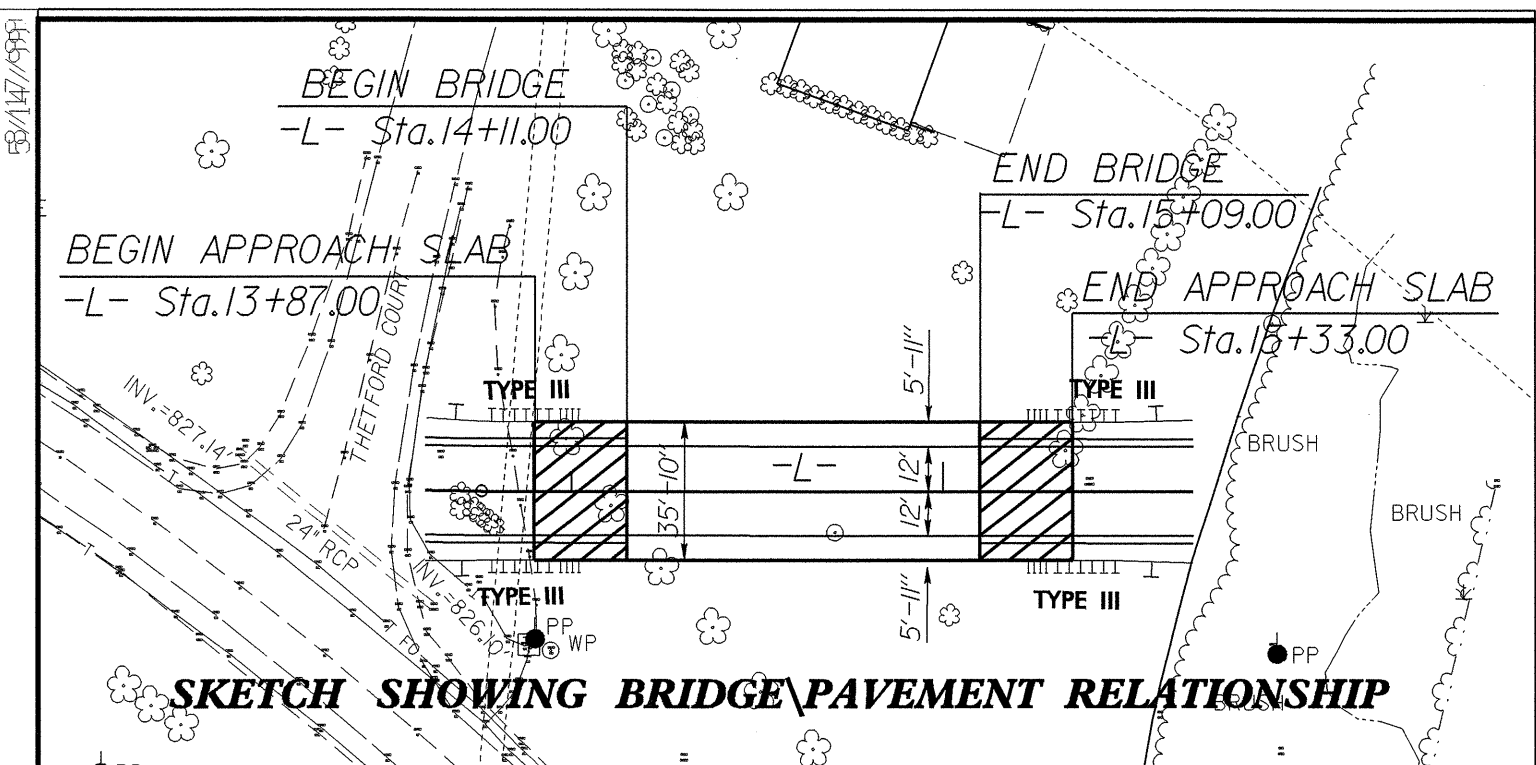 BEGIN BRIDGE
-L- Sta.14+11.00
END BRIDGE
-L- Sta.15+09.00
BEGIN APPROACH SLAB
-L- Sta.13+87.00
END APPROACH SLAB
-L- Sta.15+33.00
THETFORD COURT
INV.=827.14'
24" RCP
TYPE III
TYPE III
5'-11"
35'-10"
-L-
12'
12'
BRUSH
BRUSH
TYPE III
TYPE III
5'-11"
T
T
T
FO
PP
WP
PP
SKETCH SHOWING BRIDGE\PAVEMENT RELATIONSHIP
BRUSH